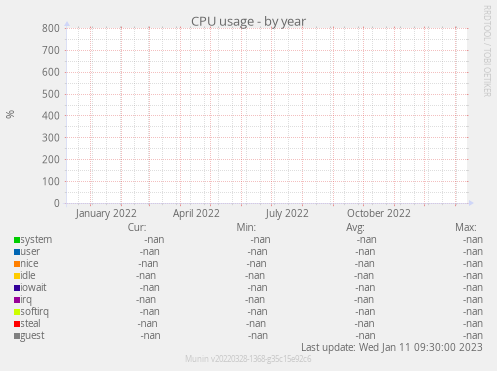 CPU usage - by year
RRDTOOL / TOBI OETIKER
%
800
700
600
500
400
300
200
100
0
January 2022 April 2022 July 2022 October 2022
Cur: Min: Avg: Max:
system -nan -nan -nan -nan
user -nan -nan -nan -nan
nice -nan -nan -nan -nan
idle -nan -nan -nan -nan
iowait -nan -nan -nan -nan
irq -nan -nan -nan -nan
softirq -nan -nan -nan -nan
steal -nan -nan -nan -nan
guest -nan -nan -nan -nan
Last update: Wed Jan 11 09:30:00 2023
Munin v20220328-1368-g35c15e92c6